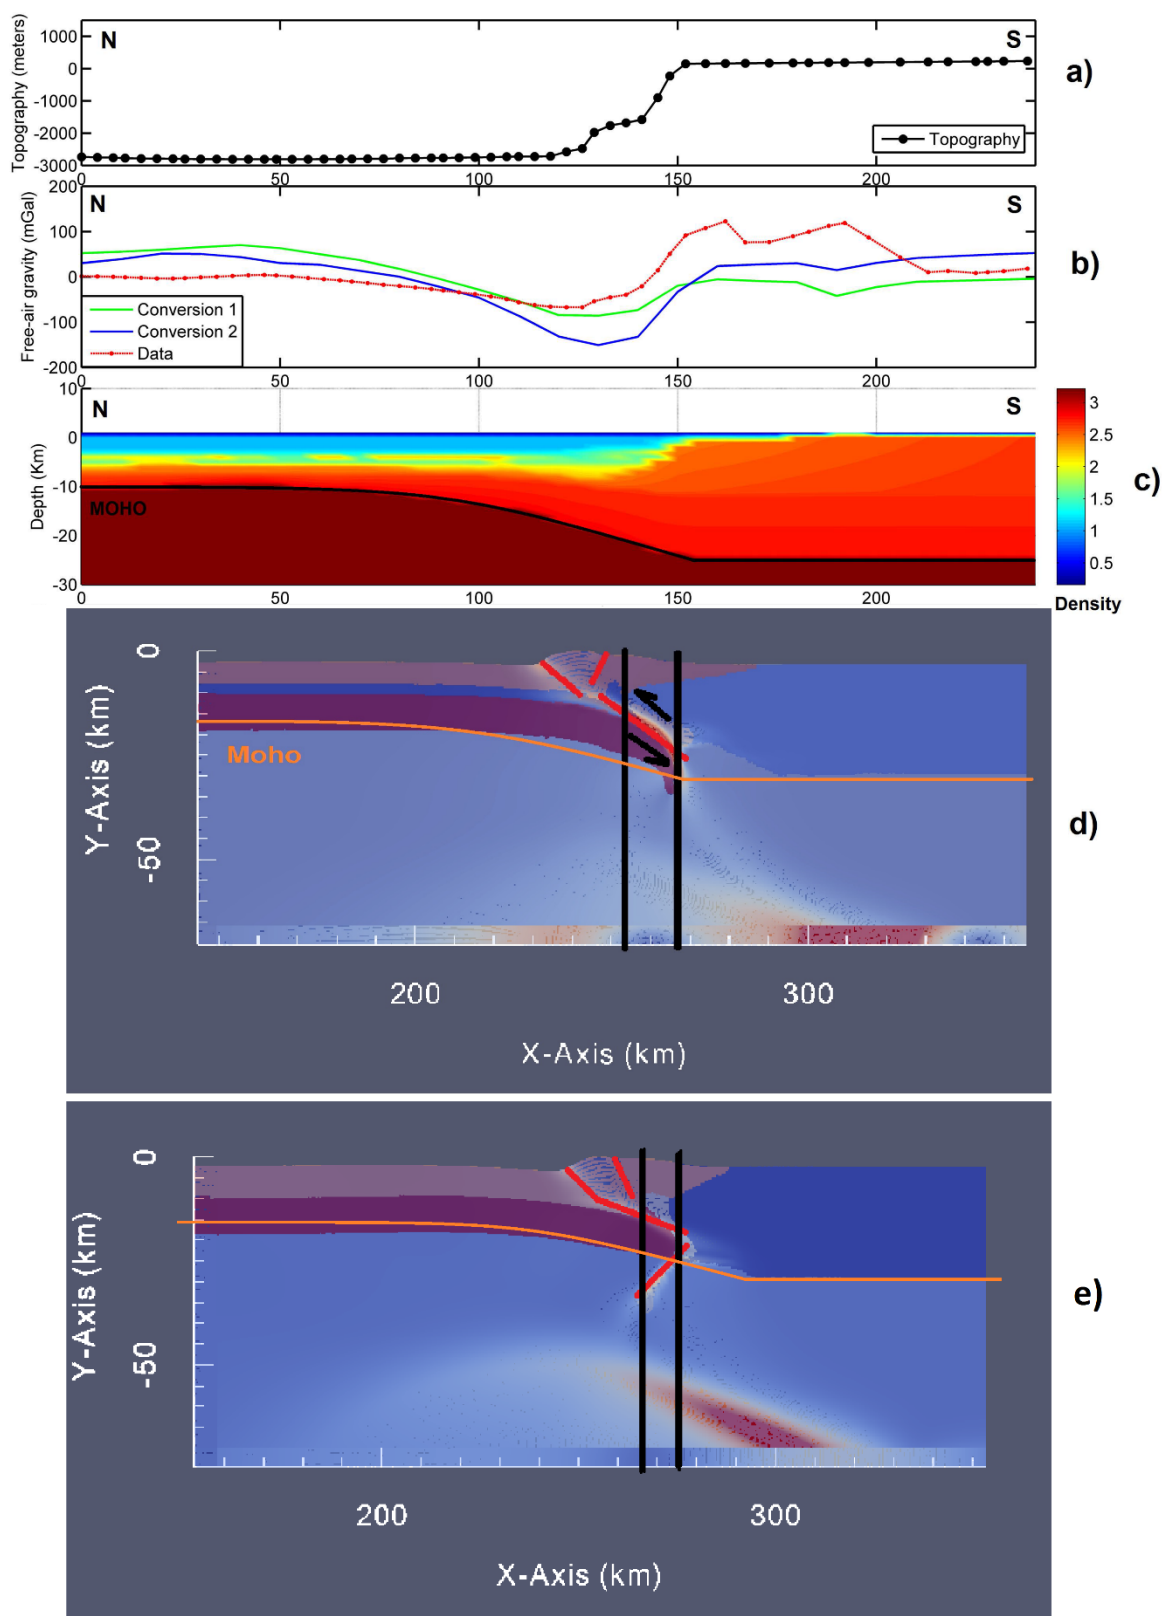 1000
0
-1000
-2000
-3000
Topography (meters)
N
S
Topography
a)
0
50
100
150
200
200
100
0
-100
-200
Free-air gravity (mGal)
N
S
Conversion 1
Conversion 2
Data
b)
0
50
100
150
200
10
0
-10
-20
-30
Depth (Km)
N
S
MOHO
3
2.5
2
1.5
1
0.5
Density
c)
0
50
100
150
200
0
-50
Y-Axis (km)
Moho
d)
200
300
X-Axis (km)
0
-50
Y-Axis (km)
e)
200
300
X-Axis (km)